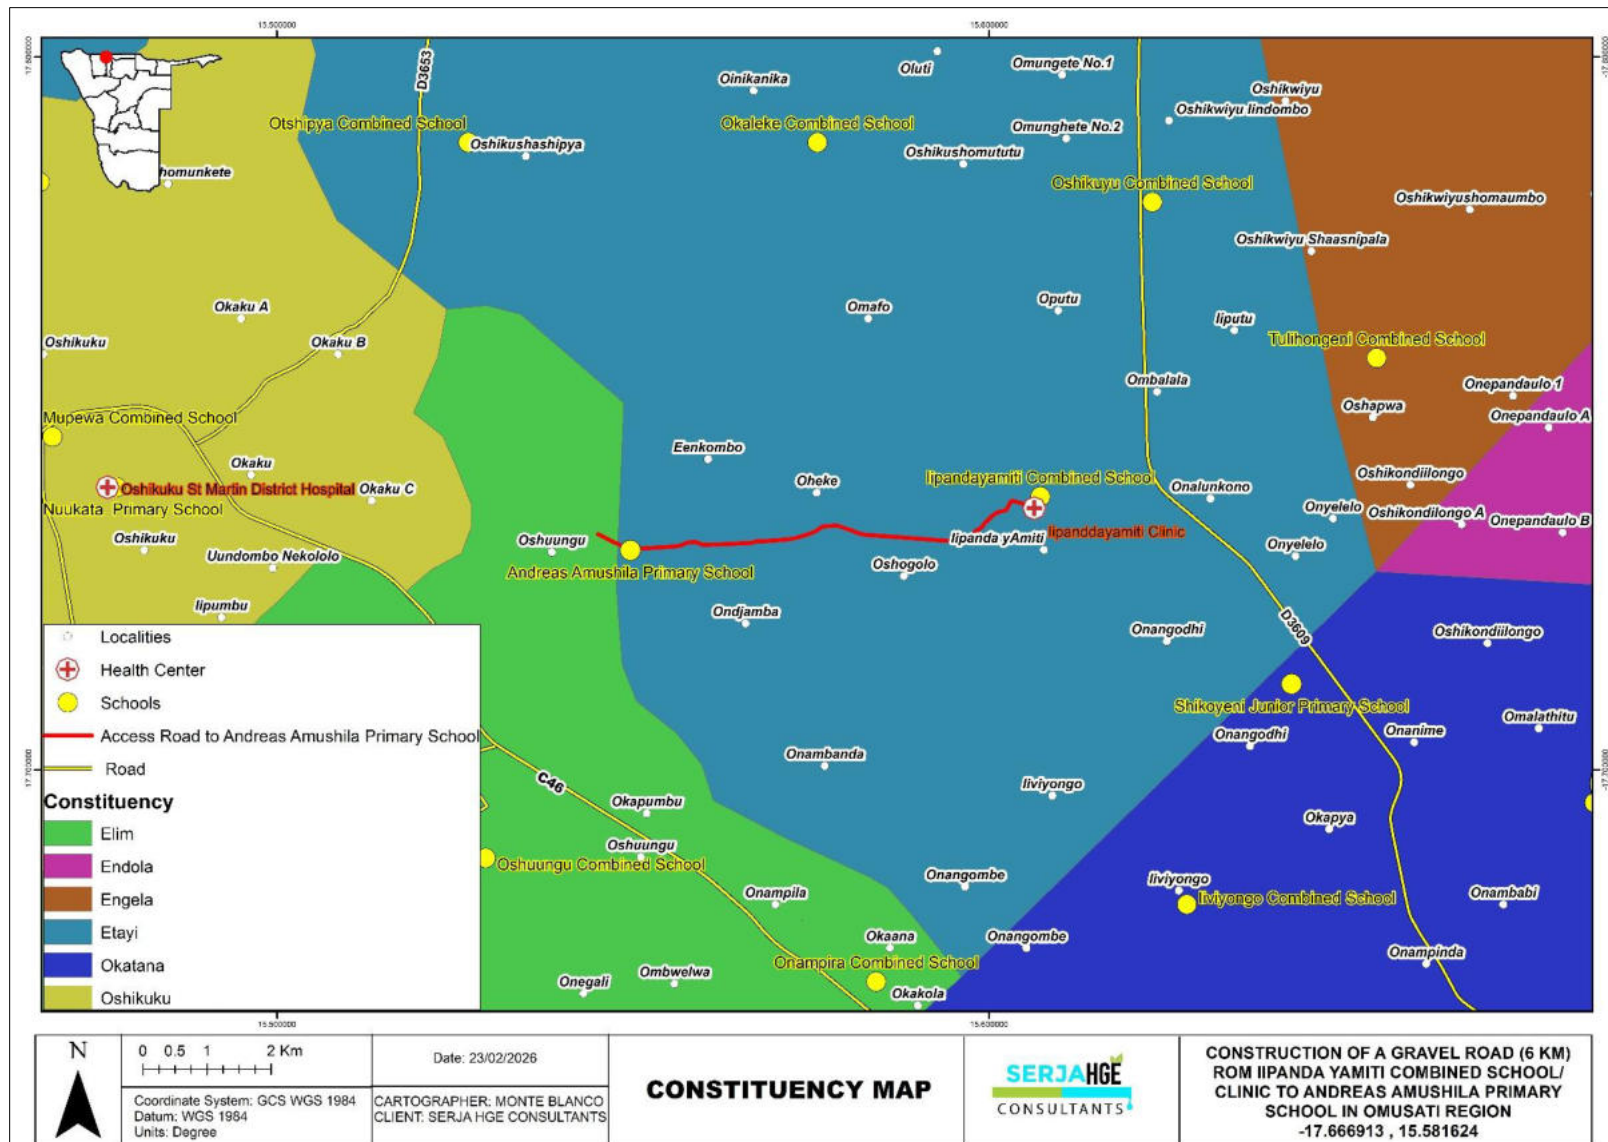 15.500000
15.600000
17.600000
-17.600000
D3653
Oluti
Omungete No.1
Oinikanika
Oshikwiyu
Oshikwiyu Iindombo
Otshipya Combined School
Okaleke Combined School
Omunghete No.2
Oshikushashipya
Oshikushomututu
homunkete
Oshikuyu Combined School
Oshikwiyushomaumbo
Oshikwiyu Shaasnipala
Okaku A
Omafo
Oputu
Iiputu
Oshikuku
Okaku B
Tulihongeni Combined School
Ombalala
Onepandaulo 1
Oshapwa
Onepandaulo A
Mupewa Combined School
Eenkombo
Okaku
Oheke
Iipandayamiti Combined School
Oshikondiilongo
Oshikuku St Martin District Hospital
Okaku C
Onalunkono
Nuukata Primary School
Onyelelo
Oshikondilongo A
Onepandaulo B
Oshikuku
Uundombo Nekololo
Oshuungu
Iipanda yAmiti
Iipanddayamiti Clinic
Onyelelo
Andreas Amushila Primary School
Oshogolo
Iipumbu
Ondjamba
Onangodhi
D3609
Oshikondiilongo
Shikoyeni Junior Primary School
Omalathitu
Onangodhi
Onanime
Onambanda
C46
Iiviyongo
17.700000
-17.700000
Okapumbu
Okapya
Oshuungu
Oshuungu Combined School
Onampila
Onangombe
Iiviyongo
Iiviyongo Combined School
Onambabi
Okaana
Onangombe
Onampira Combined School
Onampinda
Onegali
Ombwelwa
Okakola
Localities
Health Center
Schools
Access Road to Andreas Amushila Primary School
Road
Constituency
Elim
Endola
Engela
Etayi
Okatana
Oshikuku
15.500000
15.600000
N
0 0.5 1 2 Km
Coordinate System: GCS WGS 1984
Datum: WGS 1984
Units: Degree
Date: 23/02/2026
CARTOGRAPHER: MONTE BLANCO
CLIENT: SERJA HGE CONSULTANTS
CONSTITUENCY MAP
SERJAHGE
CONSULTANTS
CONSTRUCTION OF A GRAVEL ROAD (6 KM)
ROM IIPANDA YAMITI COMBINED SCHOOL/
CLINIC TO ANDREAS AMUSHILA PRIMARY
SCHOOL IN OMUSATI REGION
-17.666913 , 15.581624